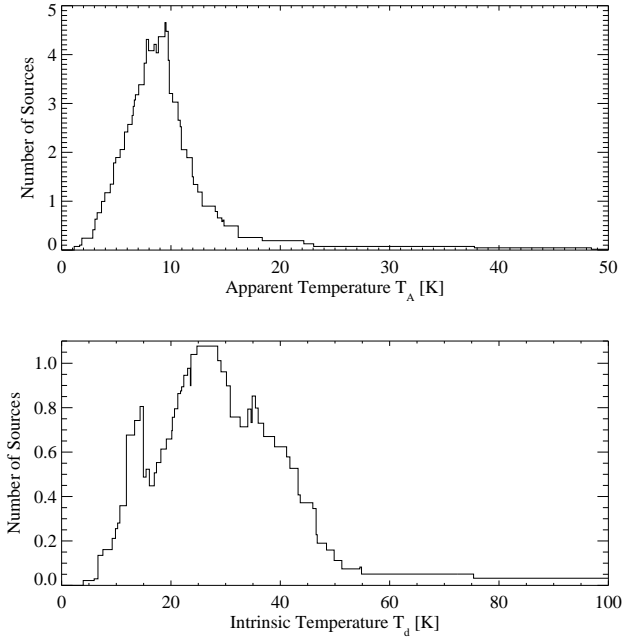 5
4
3
2
1
0
Number of Sources
0 10 20 30 40 50
Apparent Temperature T_A [K]
1.0
0.8
0.6
0.4
0.2
0.0
Number of Sources
0 20 40 60 80 100
Intrinsic Temperature T_d [K]